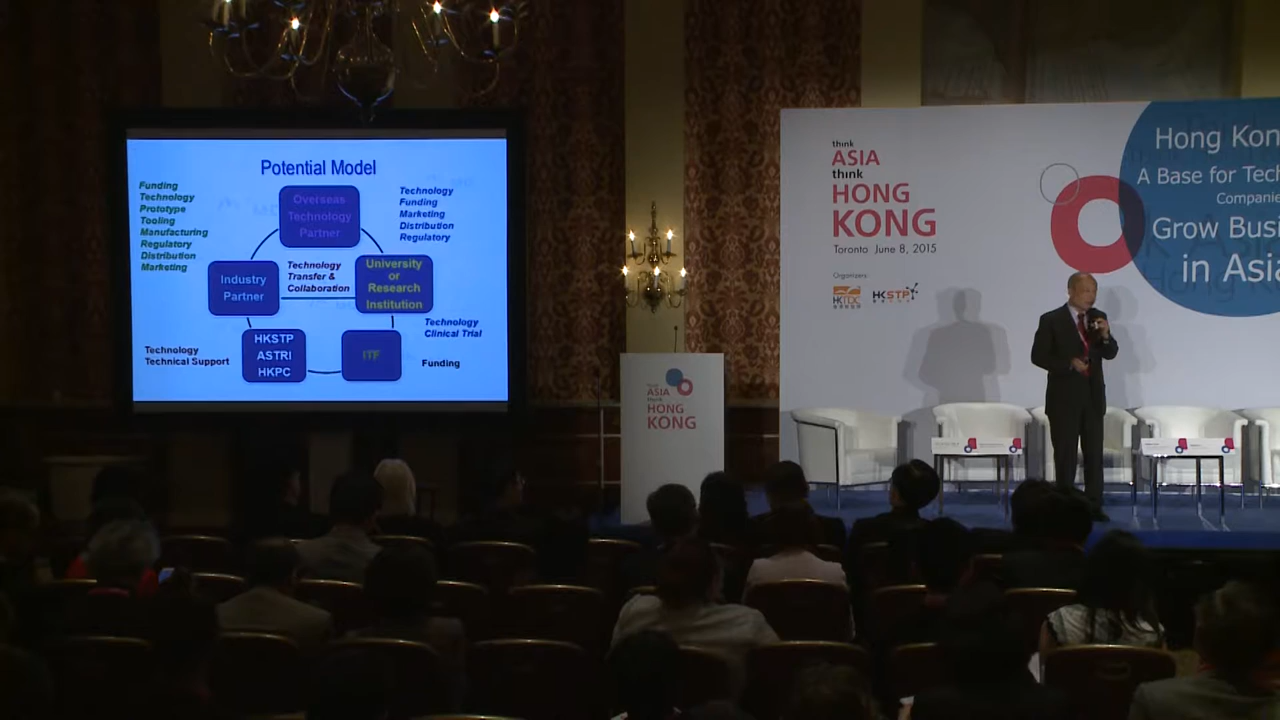 Potential Model
Funding
Technology
Prototype
Tooling
Manufacturing
Regulatory
Distribution
Marketing
Overseas
Technology
Partner
Technology
Funding
Marketing
Distribution
Regulatory
Industry
Partner
Technology
Transfer &
Collaboration
University
or
Research
Institution
Technology
Clinical Trial
HKSTP
ASTRI
HKPC
ITF
Technology
Technical Support
Funding
think
ASIA
think
HONG
KONG
Toronto June 8, 2015
Organizers:
HKTDC
HKSTP
Hong Kon
A Base for Tech
Companie
Grow Busi
in Asia
ASIA
HONG
KONG